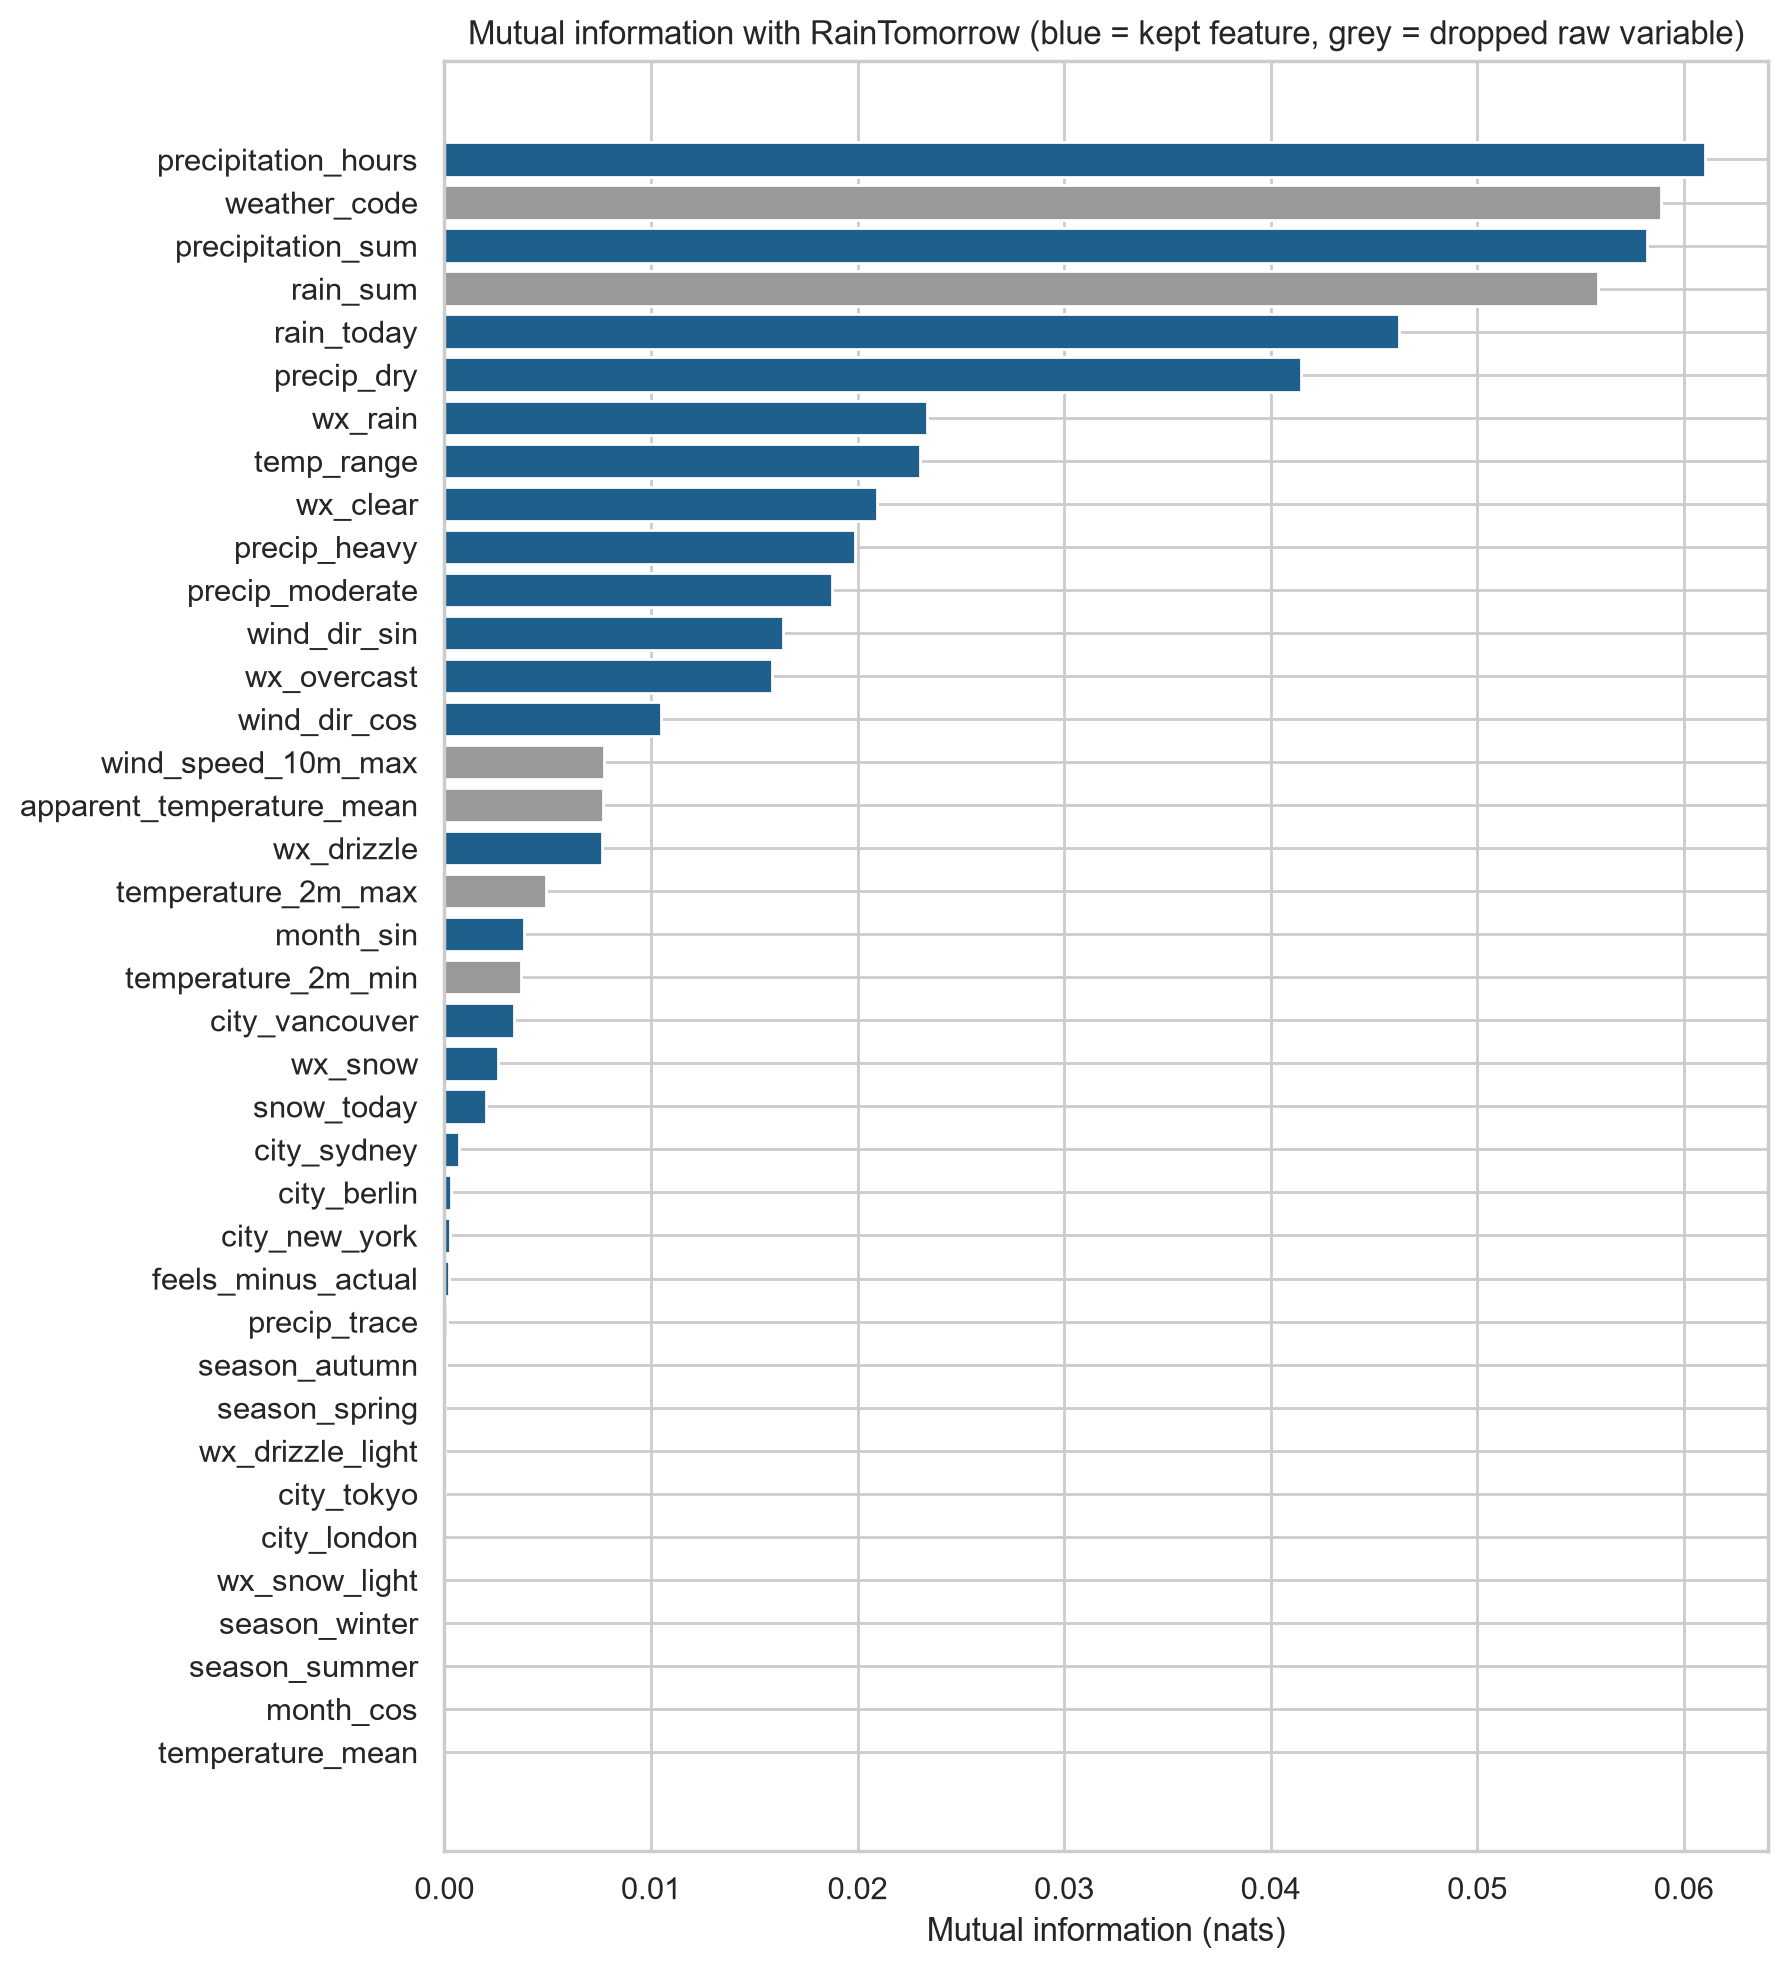 Mutual information with RainTomorrow (blue = kept feature, grey = dropped raw variable)
precipitation_hours
weather_code
precipitation_sum
rain_sum
rain_today
precip_dry
wx_rain
temp_range
wx_clear
precip_heavy
precip_moderate
wind_dir_sin
wx_overcast
wind_dir_cos
wind_speed_10m_max
apparent_temperature_mean
wx_drizzle
temperature_2m_max
month_sin
temperature_2m_min
city_vancouver
wx_snow
snow_today
city_sydney
city_berlin
city_new_york
feels_minus_actual
precip_trace
season_autumn
season_spring
wx_drizzle_light
city_tokyo
city_london
wx_snow_light
season_winter
season_summer
month_cos
temperature_mean
0.00 0.01 0.02 0.03 0.04 0.05 0.06
Mutual information (nats)